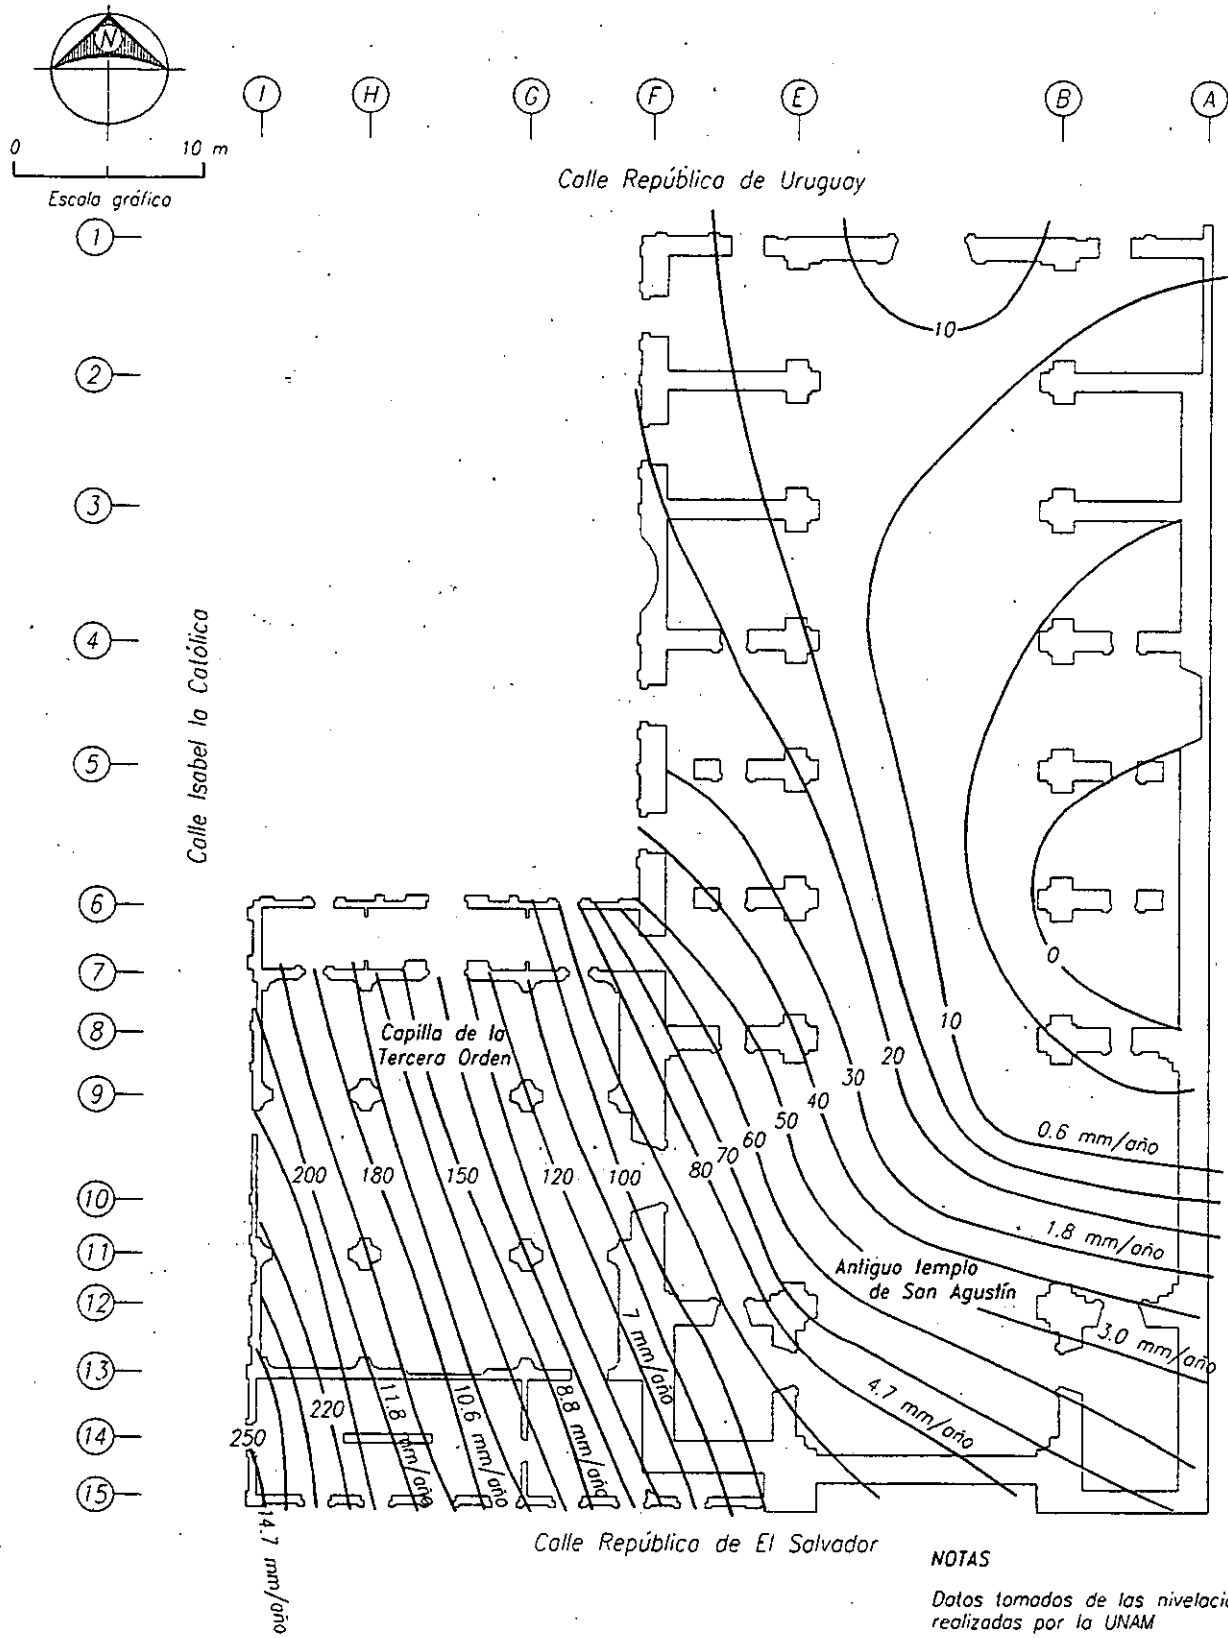 N
0 10 m
Escala gráfica
I H G F E B A
Calle República de Uruguay
1
2
3
4
5
6
7
8
9
10
11
12
13
14
15
Calle Isabel la Católica
10
0
10
20
30
40
50
60
70
80
100
120
150
180
200
220
250
Capilla de la
Tercera Orden
Antiguo templo
de San Agustín
0.6 mm/año
1.8 mm/año
3.0 mm/año
4.7 mm/año
7 mm/año
8.8 mm/año
10.6 mm/año
11.8 mm/año
14.7 mm/año
Calle República de El Salvador
NOTAS
Datos tomados de las nivelacio
realizadas por la UNAM